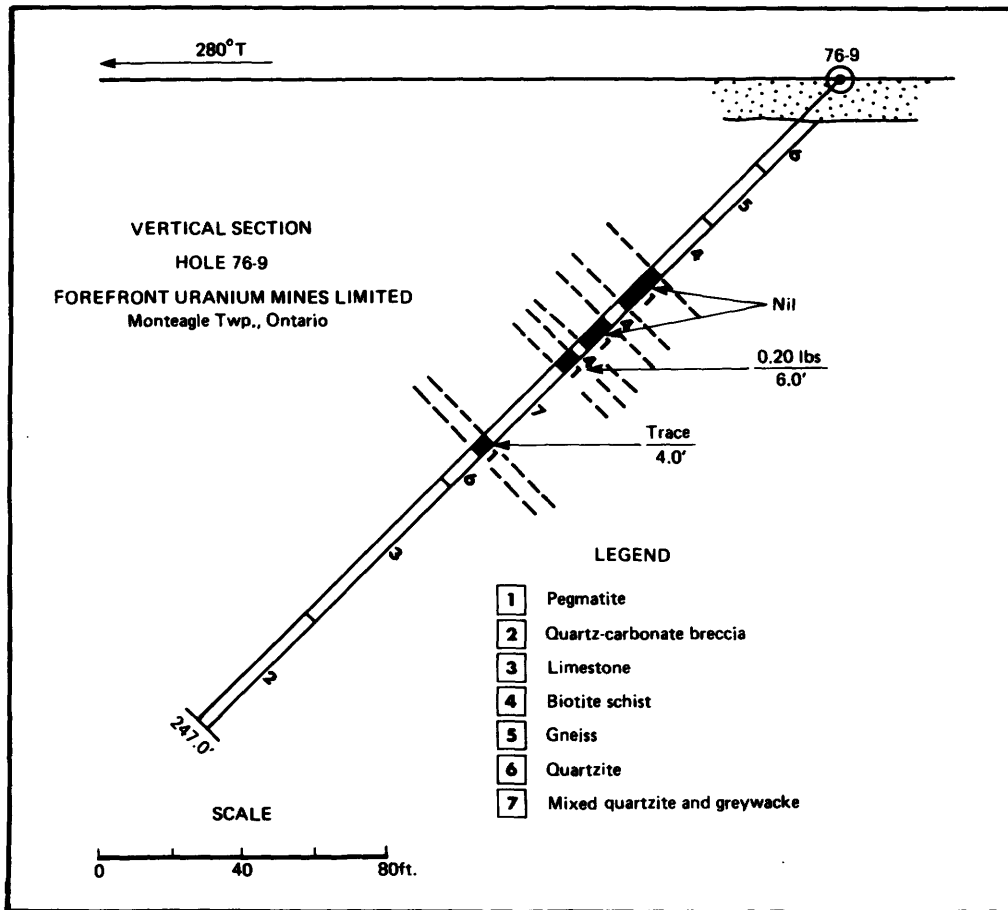 280°T
76-9
6
5
4
VERTICAL SECTION
HOLE 76-9
FOREFRONT URANIUM MINES LIMITED
Monteagle Twp., Ontario
Nil
4
4
0.20 lbs
6.0'
7
Trace
4.0'
6
3
2
247.0'
LEGEND
1 Pegmatite
2 Quartz-carbonate breccia
3 Limestone
4 Biotite schist
5 Gneiss
6 Quartzite
7 Mixed quartzite and greywacke
SCALE
0 40 80ft.